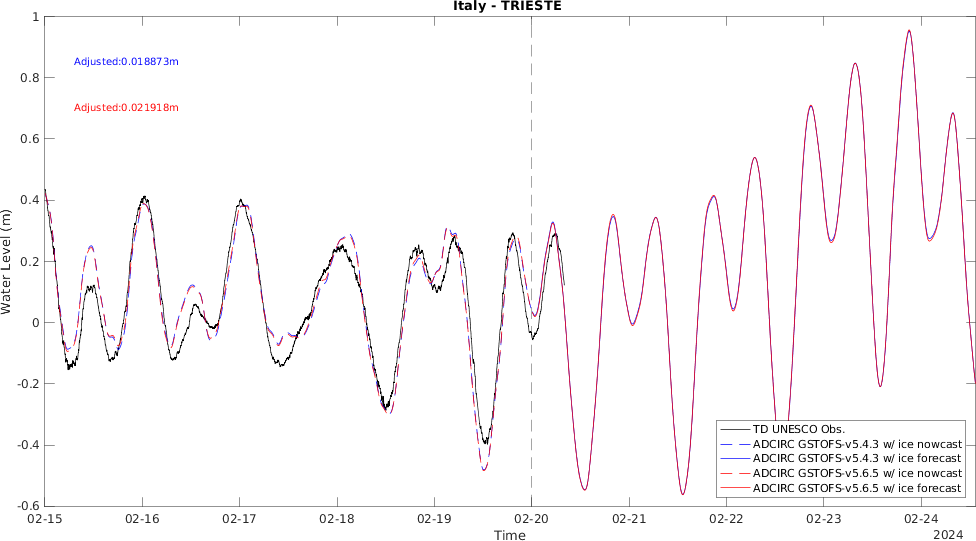 Italy - TRIESTE
Adjusted:0.018873m
Adjusted:0.021918m
Water Level (m)
1
0.8
0.6
0.4
0.2
0
-0.2
-0.4
-0.6
TD UNESCO Obs.
ADCIRC GSTOFS-v5.4.3 w/ ice nowcast
ADCIRC GSTOFS-v5.4.3 w/ ice forecast
ADCIRC GSTOFS-v5.6.5 w/ ice nowcast
ADCIRC GSTOFS-v5.6.5 w/ ice forecast
02-15 02-16 02-17 02-18 02-19 02-20 02-21 02-22 02-23 02-24
Time
2024